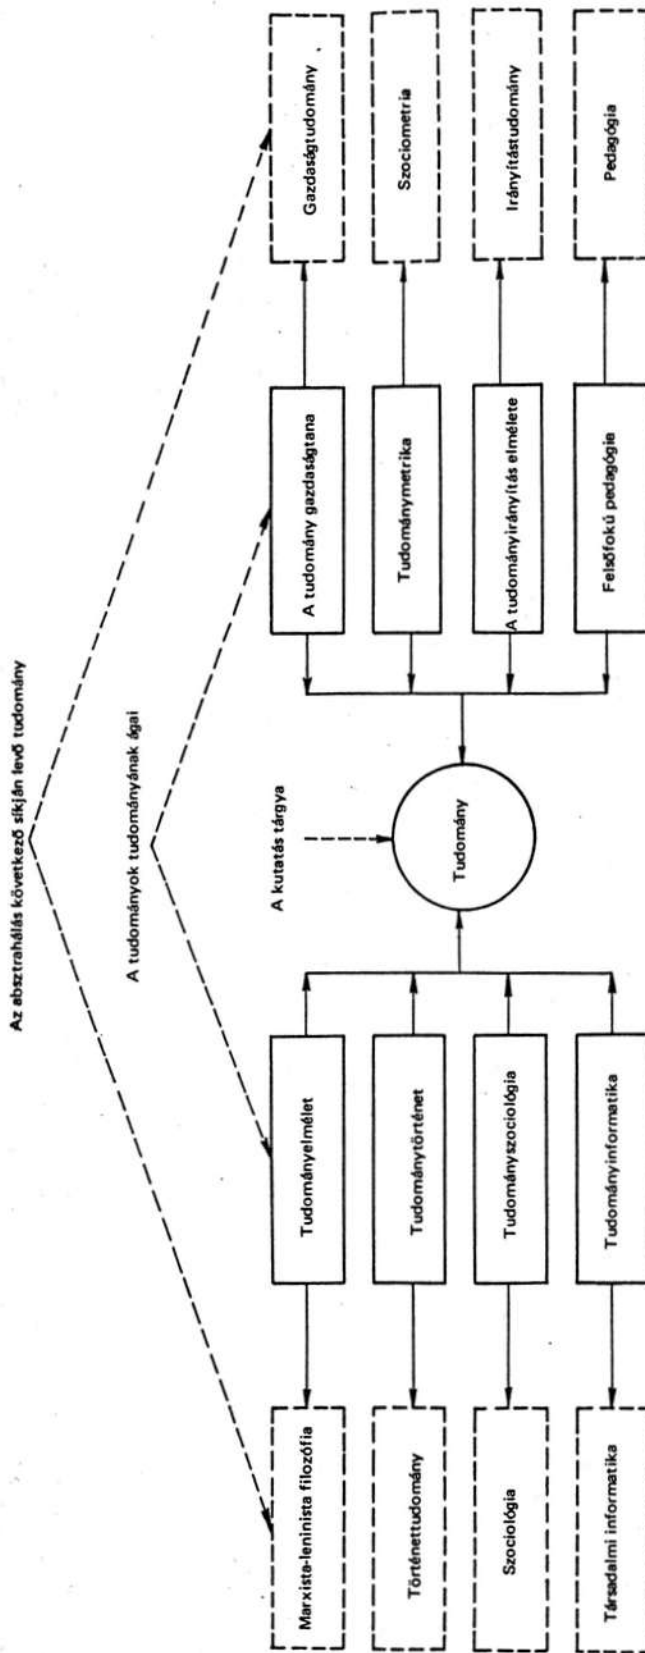 Az absztrahálás következő síkján levő tudomány
A tudományok tudományának ágai
A kutatás tárgya
Marxista-leninista filozófia
Tudományelmélet
A tudomány gazdaságtana
Gazdaságtudomány
Történettudomány
Tudománytörténet
Tudomány
Tudománymetrika
Szociometria
Szociológia
Tudományszociológia
A tudományirányítás elmélete
Irányítástudomány
Társadalmi informatika
Tudományinformatika
Felsőfokú pedagógie
Pedagógia